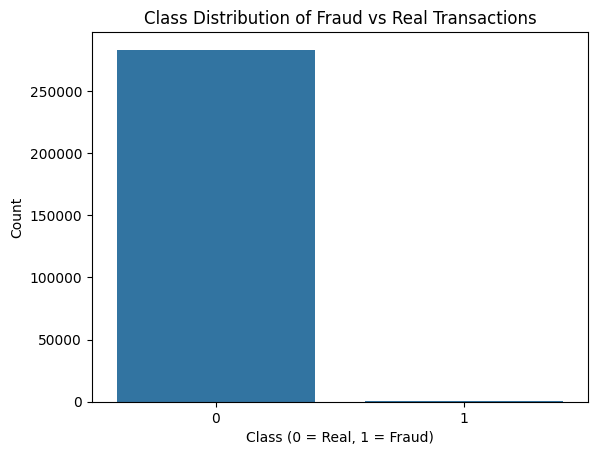 Class Distribution of Fraud vs Real Transactions
250000
200000
150000
100000
50000
0
Count
0 1
Class (0 = Real, 1 = Fraud)